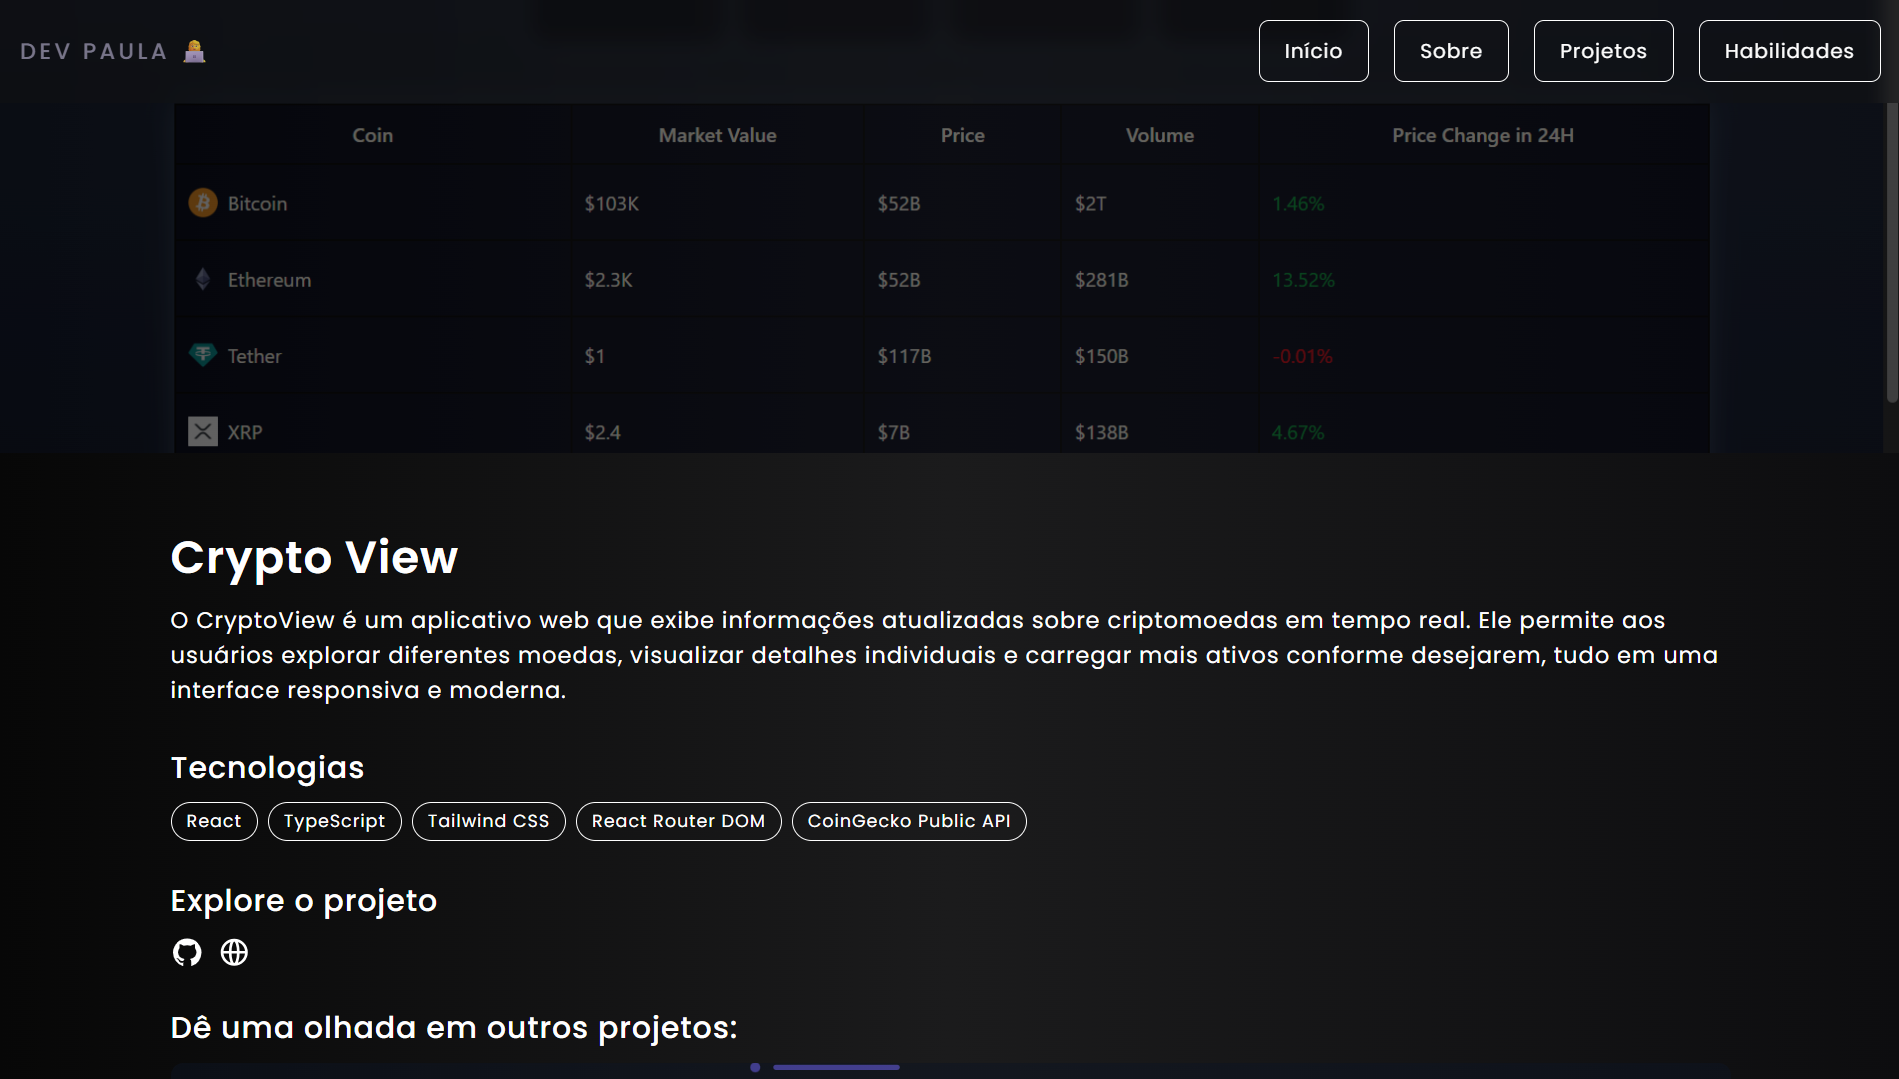 DEV PAULA
Início Sobre Projetos Habilidades
Coin Market Value Price Volume Price Change in 24H
Bitcoin $103K $52B $2T 1.46%
Ethereum $2.3K $52B $281B 13.52%
Tether $1 $117B $150B -0.01%
XRP $2.4 $7B $138B 4.67%
Crypto View
O CryptoView é um aplicativo web que exibe informações atualizadas sobre criptomoedas em tempo real. Ele permite aos
usuários explorar diferentes moedas, visualizar detalhes individuais e carregar mais ativos conforme desejarem, tudo em uma
interface responsiva e moderna.
Tecnologias
React TypeScript Tailwind CSS React Router DOM CoinGecko Public API
Explore o projeto
Dê uma olhada em outros projetos: